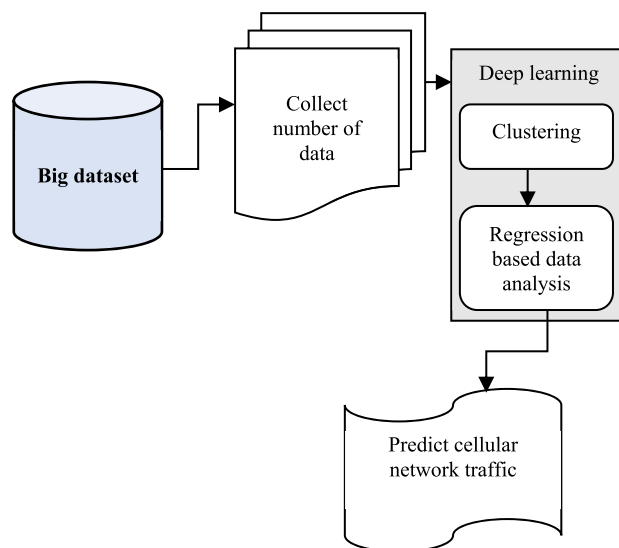 Big dataset
Collect
number of
data
Deep learning
Clustering
Regression
based data
analysis
Predict cellular
network traffic